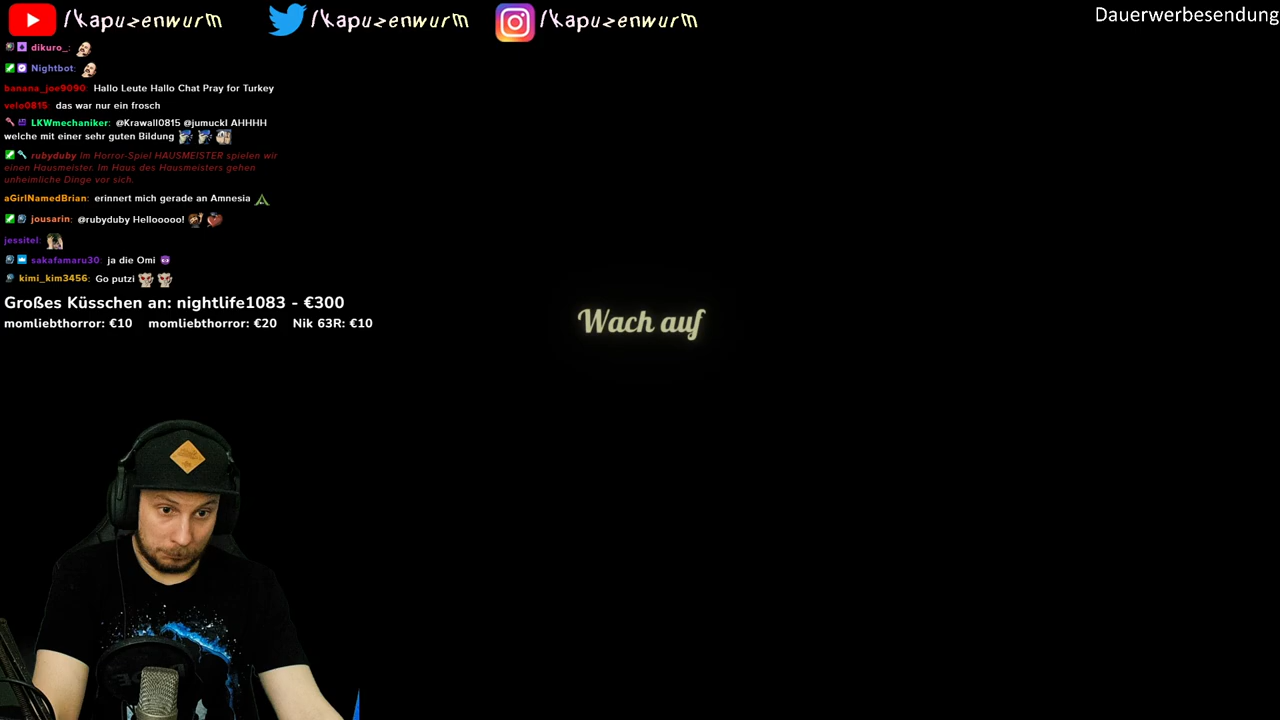 /kapuzenwurm /kapuzenwurm /kapuzenwurm Dauerwerbesendung
dikuro_:
Nightbot:
banana_joe9090: Hallo Leute Hallo Chat Pray for Turkey
velo0815: das war nur ein frosch
LKWmechaniker: @Krawall0815 @jumuckl AHHHH
welche mit einer sehr guten Bildung
rubyduby Im Horror-Spiel HAUSMEISTER spielen wir
einen Hausmeister. Im Haus des Hausmeisters gehen
unheimliche Dinge vor sich.
aGirlNamedBrian: erinnert mich gerade an Amnesia
jousarin: @rubyduby Hellooooo!
jessitel:
sakafamaru30: ja die Omi
kimi_kim3456: Go putzi
Großes Küsschen an: nightlife1083 - €300
momliebthorror: €10 momliebthorror: €20 Nik 63R: €10
Wach auf